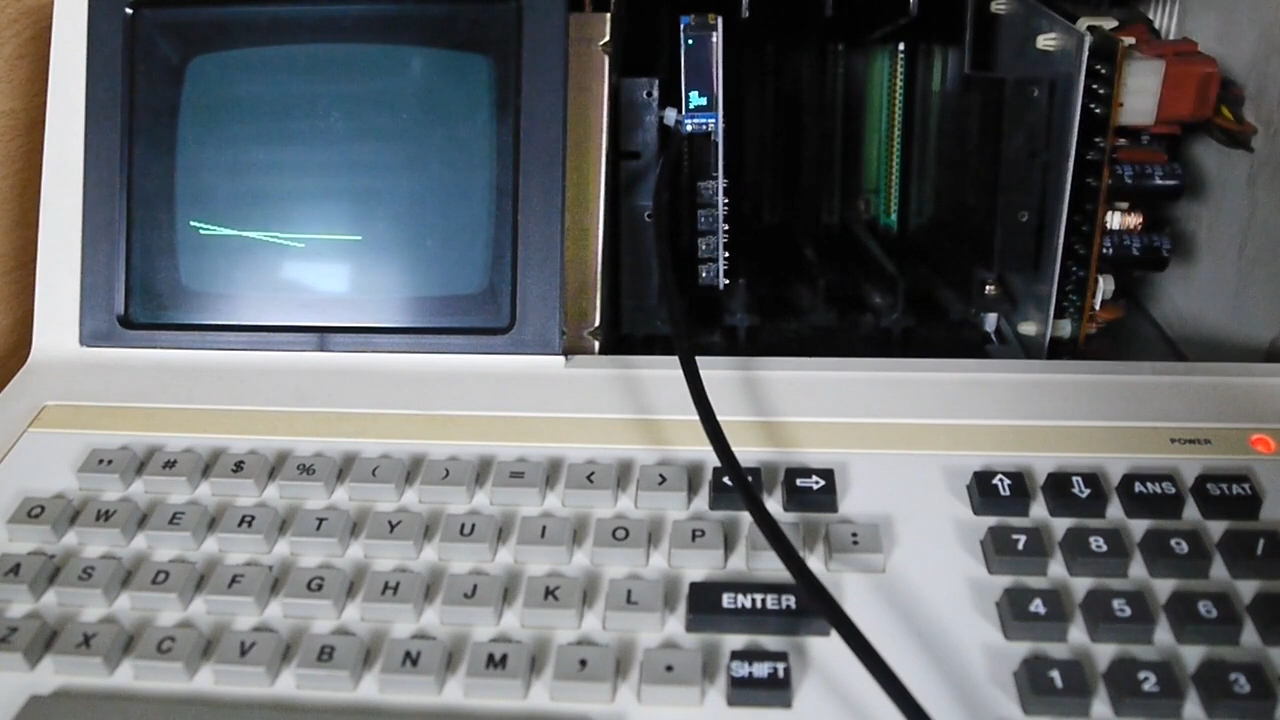 POWER
" # $ % ( ) = < > ⇨ ⇧ ⇩ ANS STAT
Q W E R T Y U I O P : 7 8 9 /
A S D F G H J K L ENTER 4 5 6
Z X C V B N M , . SHIFT 1 2 3